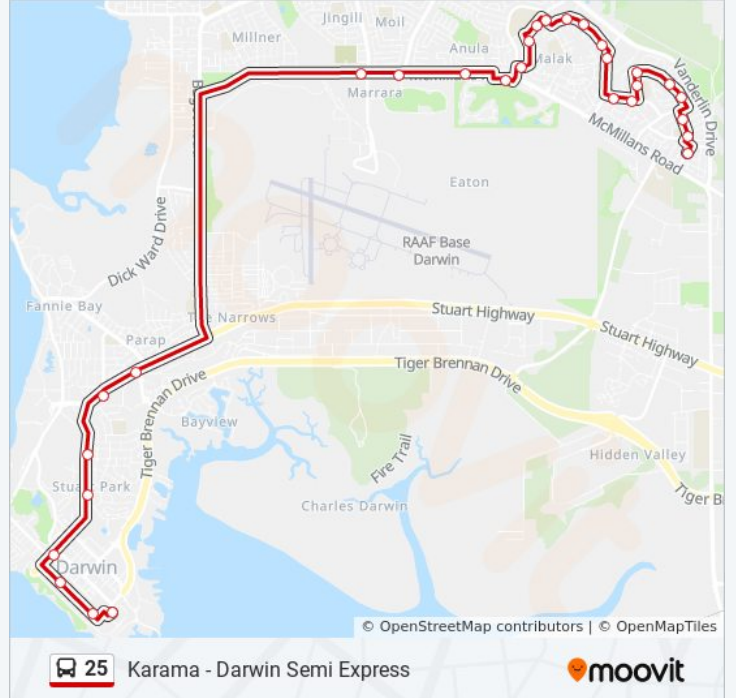 Jingili
Moil
Millner
Anula
Malak
Vanderlin Drive
Marrara
McMillans Road
Eaton
RAAF Base
Darwin
Dick Ward Drive
Fannie Bay
The Narrows
Stuart Highway
Stuart Highway
Parap
Tiger Brennan Drive
Tiger Brennan Drive
Bayview
Fire Trail
Hidden Valley
Stuart Park
Tiger B
Charles Darwin
Darwin
© OpenStreetMap contributors | © OpenMapTiles
25 Karama - Darwin Semi Express
moovit